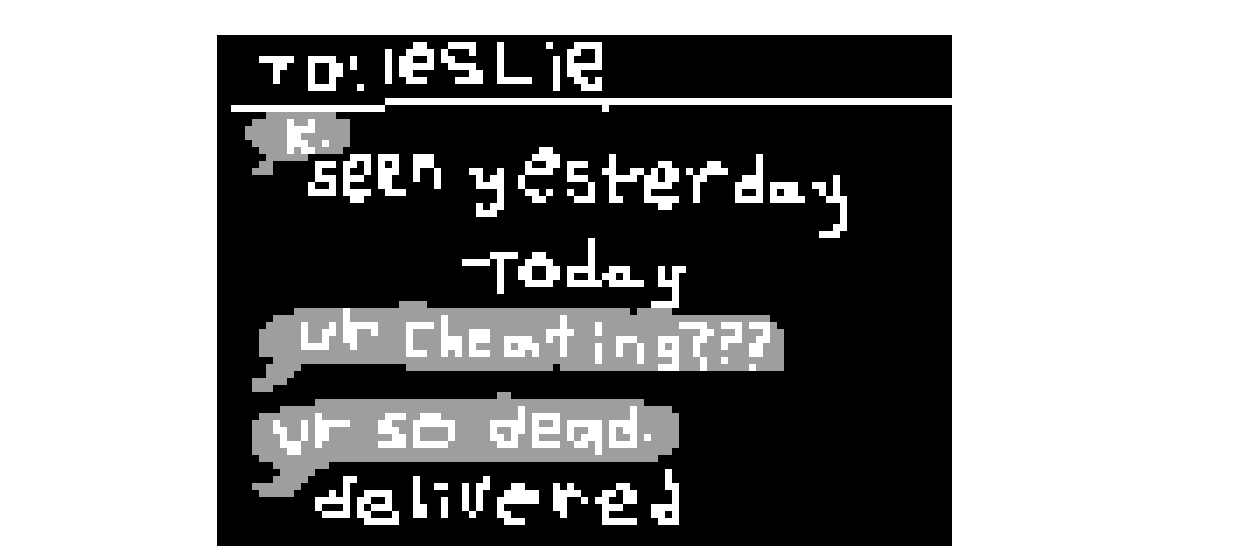 To: leslie
K.
seen yesterday
Today
ur cheating???
ur so dead.
delivered